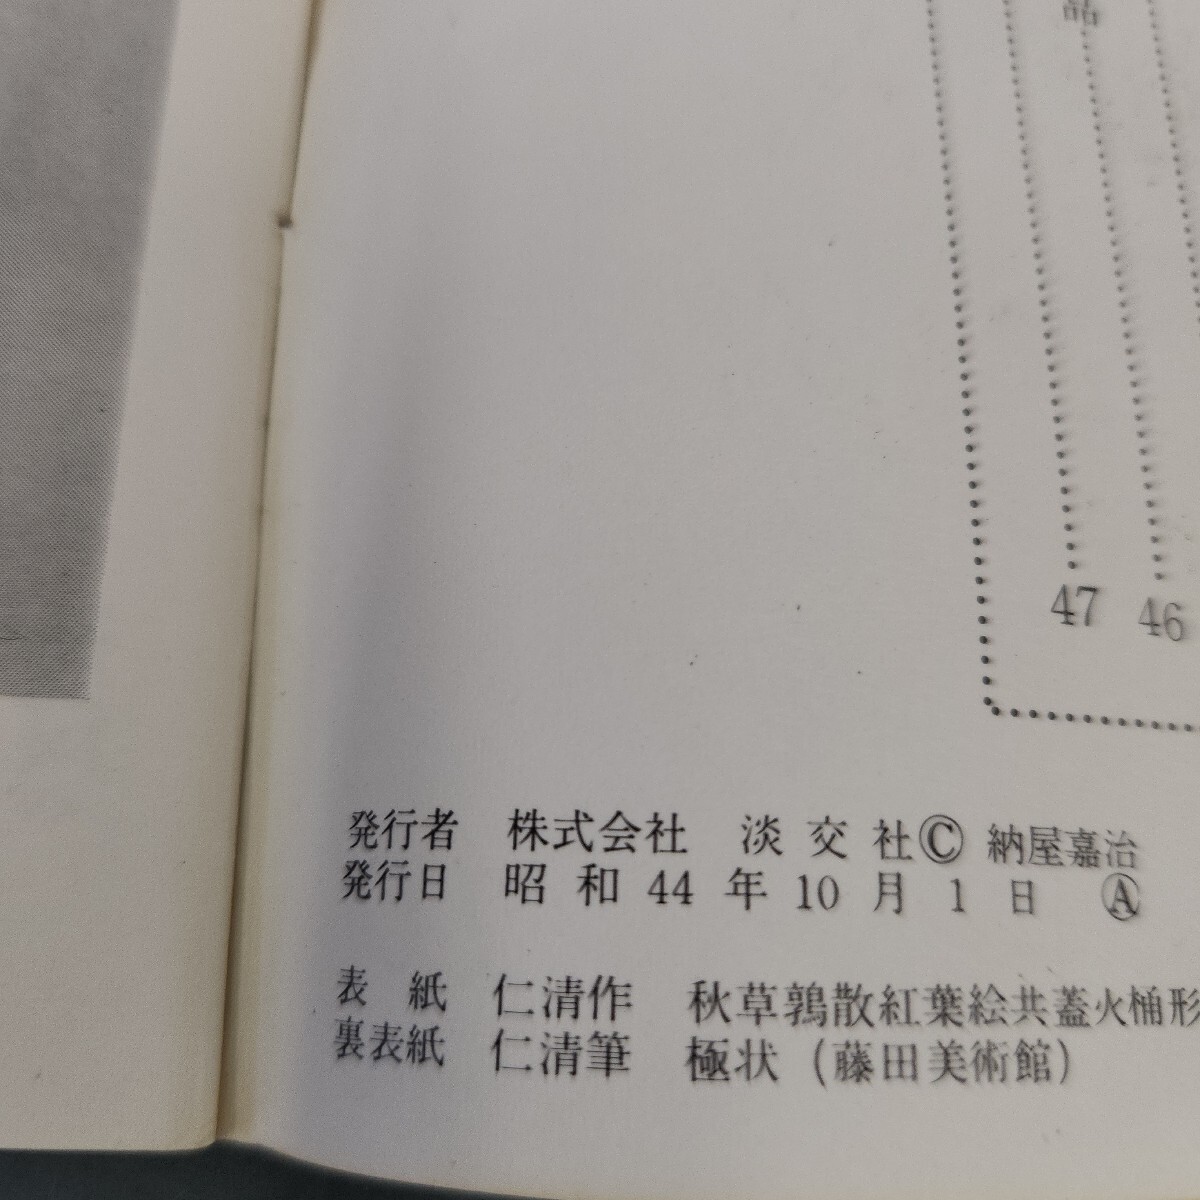 品
47 46
発行者 株式会社 淡交社Ⓒ 納屋嘉治
発行日 昭和44年10月1日 Ⓐ
表紙 仁清作 秋草鶉散紅葉絵共蓋火桶形
裏表紙 仁清筆 極状(藤田美術館)